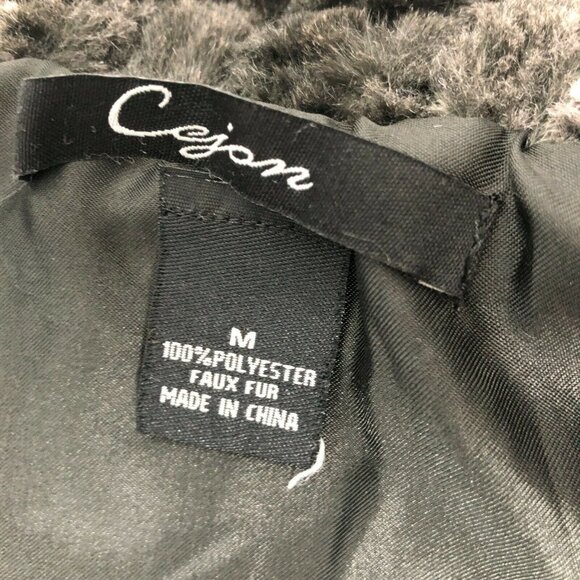 Cejon
M
100%POLYESTER
FAUX FUR
MADE IN CHINA